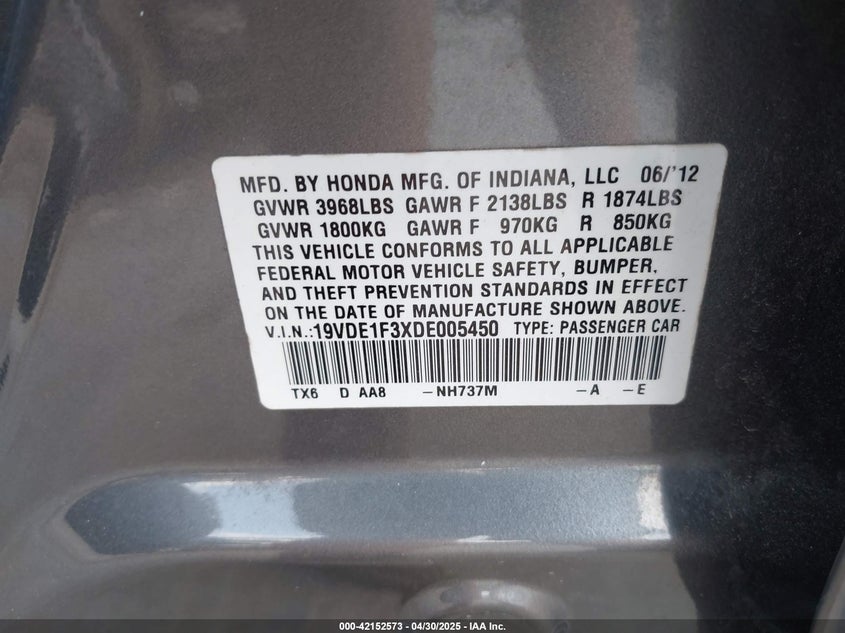 MFD. BY HONDA MFG. OF INDIANA, LLC 06/'12
GVWR 3968LBS GAWR F 2138LBS R 1874LBS
GVWR 1800KG GAWR F 970KG R 850KG
THIS VEHICLE CONFORMS TO ALL APPLICABLE
FEDERAL MOTOR VEHICLE SAFETY, BUMPER,
AND THEFT PREVENTION STANDARDS IN EFFECT
ON THE DATE OF MANUFACTURE SHOWN ABOVE.
V.I.N.:19VDE1F3XDE005450 TYPE: PASSENGER CAR
TX6 D AA8 -NH737M -A -E
000-42152573 - 04/30/2025 - IAA Inc.